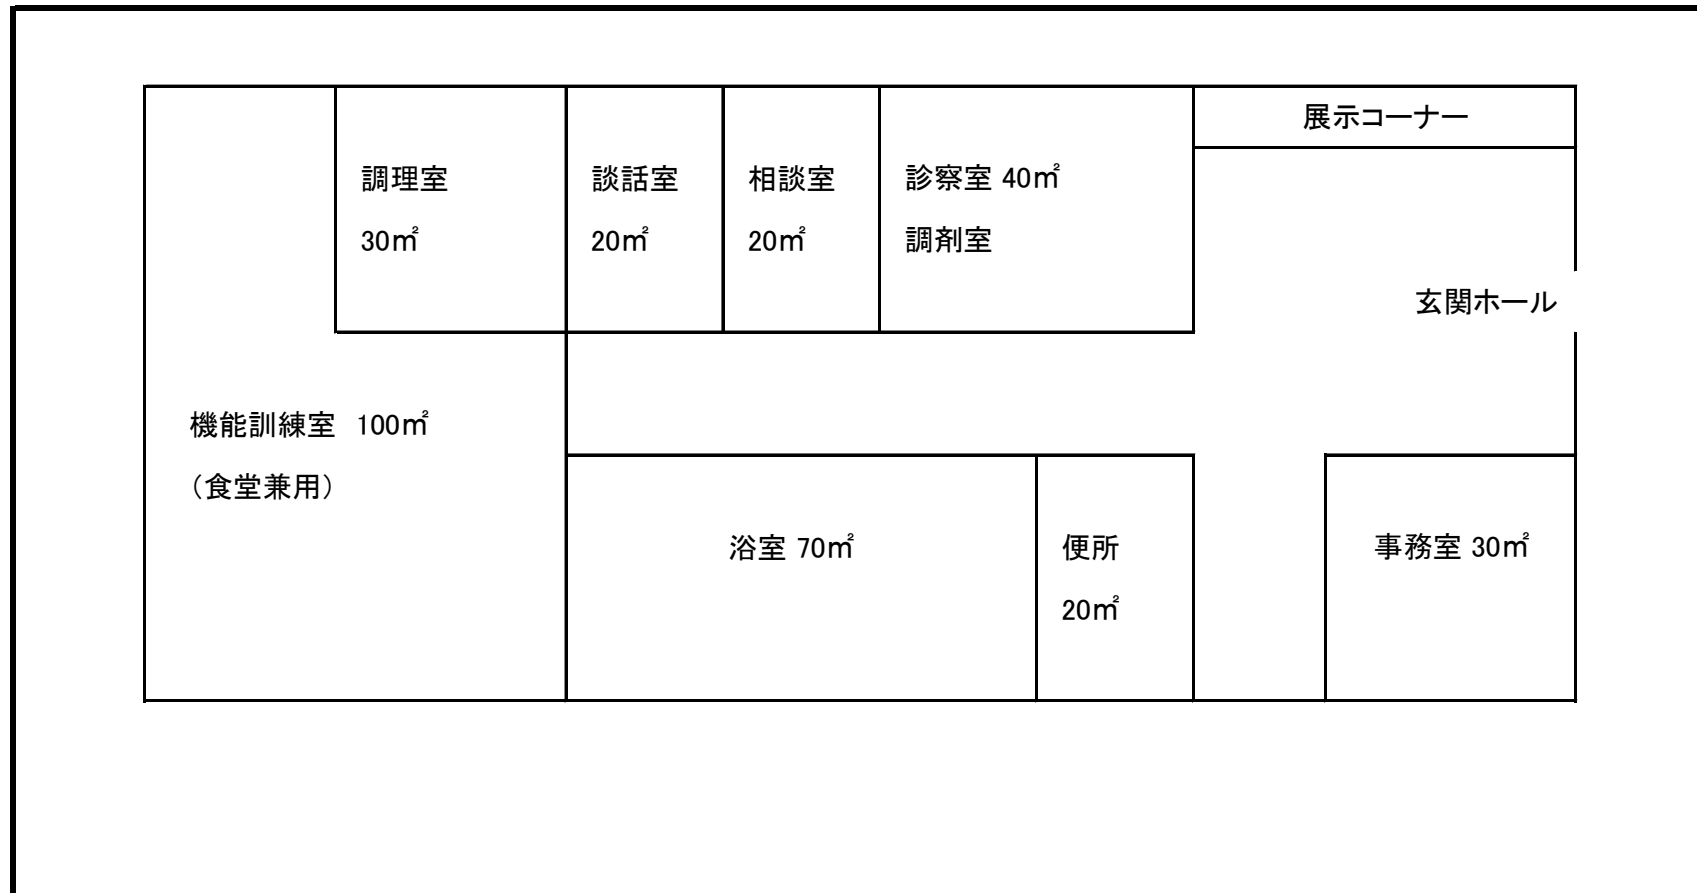 展示コーナー
調理室
30㎡
談話室
20㎡
相談室
20㎡
診察室 40㎡
調剤室
玄関ホール
機能訓練室 100㎡
（食堂兼用）
浴室 70㎡
便所
20㎡
事務室 30㎡